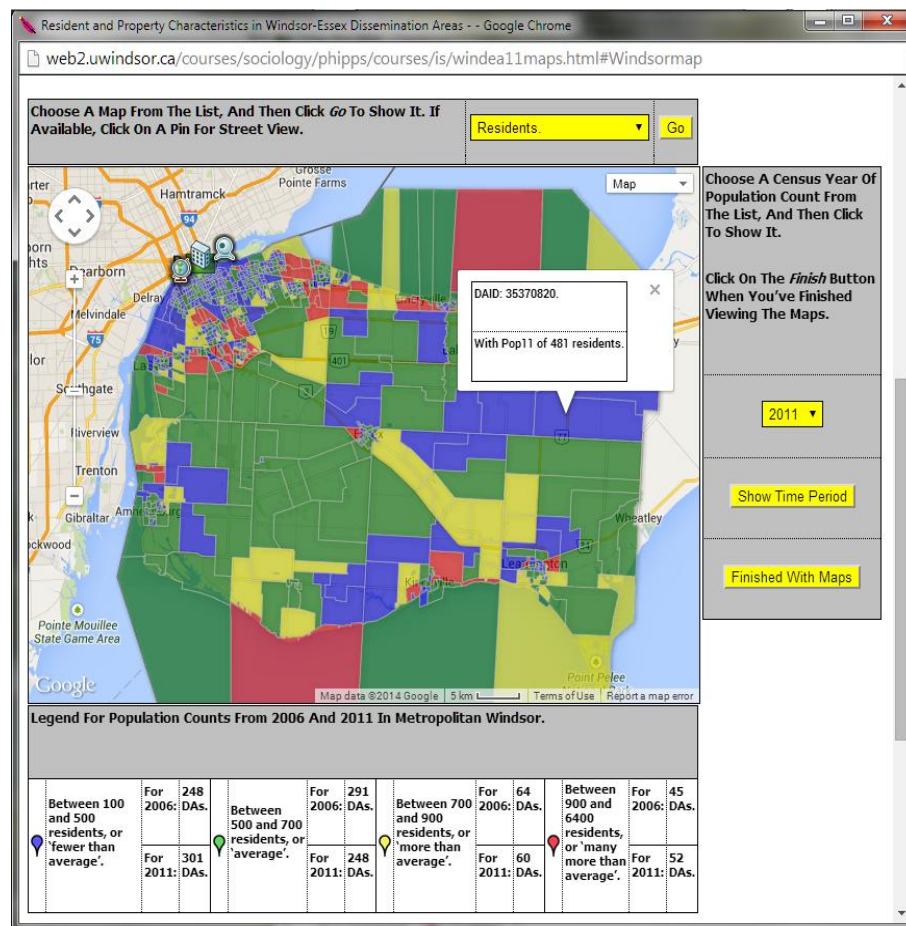 Resident and Property Characteristics in Windsor-Essex Dissemination Areas - - Google Chrome
web2.uwindsor.ca/courses/sociology/phipps/courses/is/windea11maps.html#Windsormap
Choose A Map From The List, And Then Click Go To Show It. If
Available, Click On A Pin For Street View.
Residents.
Go
Choose A Census Year Of
Population Count From
The List, And Then Click
To Show It.
Click On The Finish Button
When You've Finished
Viewing The Maps.
2011
Show Time Period
Finished With Maps
Map
Grosse
Pointe Farms
Hamtramck
94
Dearborn
Delray
Melvindale
75
Southgate
Riverview
Trenton
Gibraltar
Pointe Mouillee
State Game Area
19
401
3
77
Essex
Wheatley
34
Leamington
Kingsville
Point Pelee
DAID: 35370820.
With Pop11 of 481 residents.
Google
Map data ©2014 Google
5 km
Terms of Use
Report a map error
Legend For Population Counts From 2006 And 2011 In Metropolitan Windsor.
Between 100
and 500
residents, or
'fewer than
average'.
For 2006: 248 DAs.
For 2011: 301 DAs.
Between
500 and 700
residents, or
'average'.
For 2006: 291 DAs.
For 2011: 248 DAs.
Between 700
and 900
residents, or
'more than
average'.
For 2006: 64 DAs.
For 2011: 60 DAs.
Between
900 and
6400
residents,
or 'many
more than
average'.
For 2006: 45 DAs.
For 2011: 52 DAs.